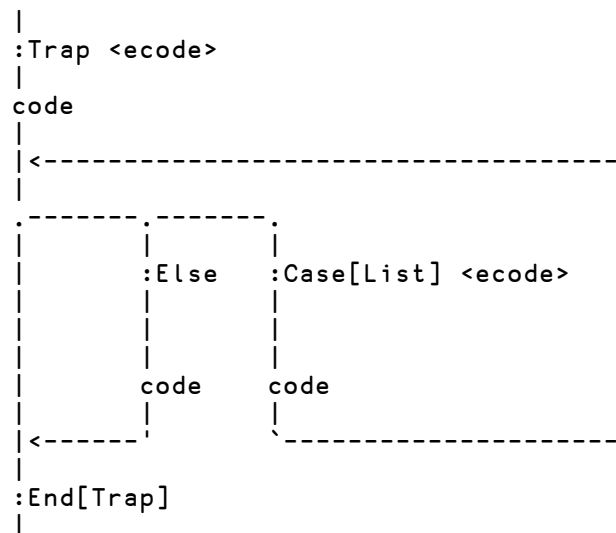 :Trap <ecode>
code
:Else :Case[List] <ecode>
code code
:End[Trap]